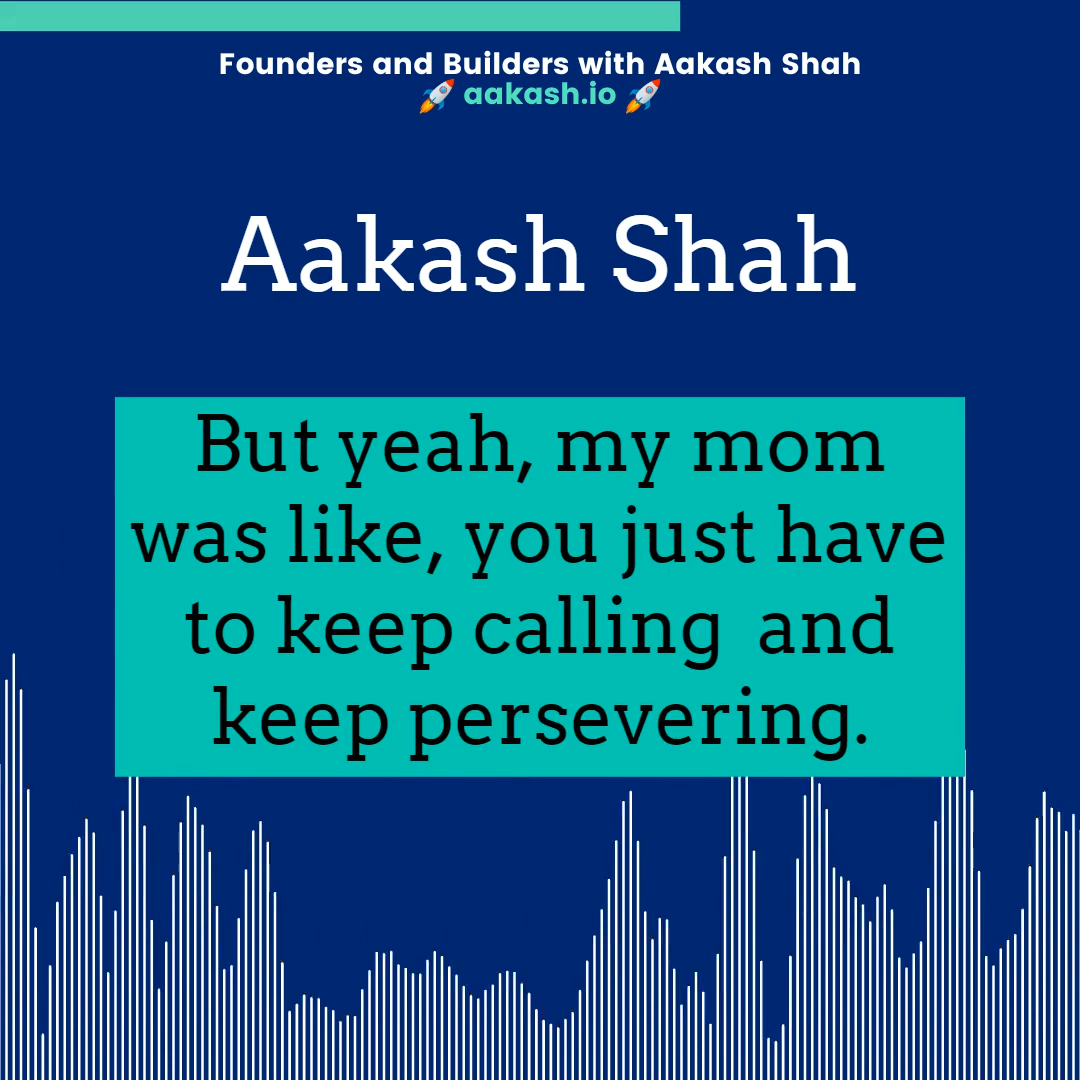 Founders and Builders with Aakash Shah
🚀 aakash.io 🚀
Aakash Shah
But yeah, my mom
was like, you just have
to keep calling  and
keep persevering.